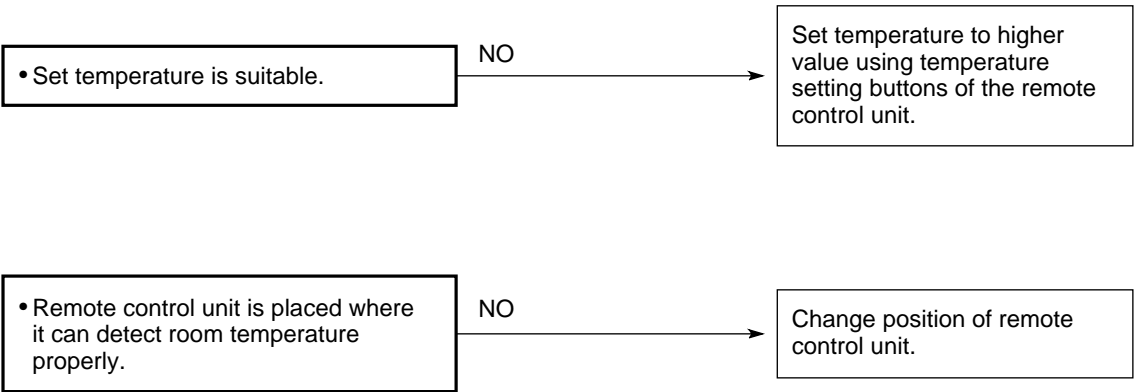 • Set temperature is suitable.
NO
Set temperature to higher
value using temperature
setting buttons of the remote
control unit.
• Remote control unit is placed where
it can detect room temperature
properly.
NO
Change position of remote
control unit.